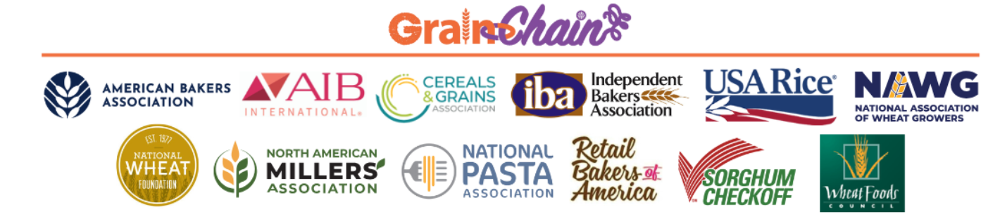 GrainChain
AMERICAN BAKERS
ASSOCIATION
AIB
INTERNATIONAL®
CEREALS
& GRAINS
ASSOCIATION
iba
Independent
Bakers
Association
USA Rice®
NAWG
NATIONAL ASSOCIATION
OF WHEAT GROWERS
EST. 1977
NATIONAL
WHEAT
FOUNDATION
NORTH AMERICAN
MILLERS'
ASSOCIATION
NATIONAL
PASTA
ASSOCIATION
Retail
Bakers of
America
SORGHUM
CHECKOFF
Wheat Foods
COUNCIL